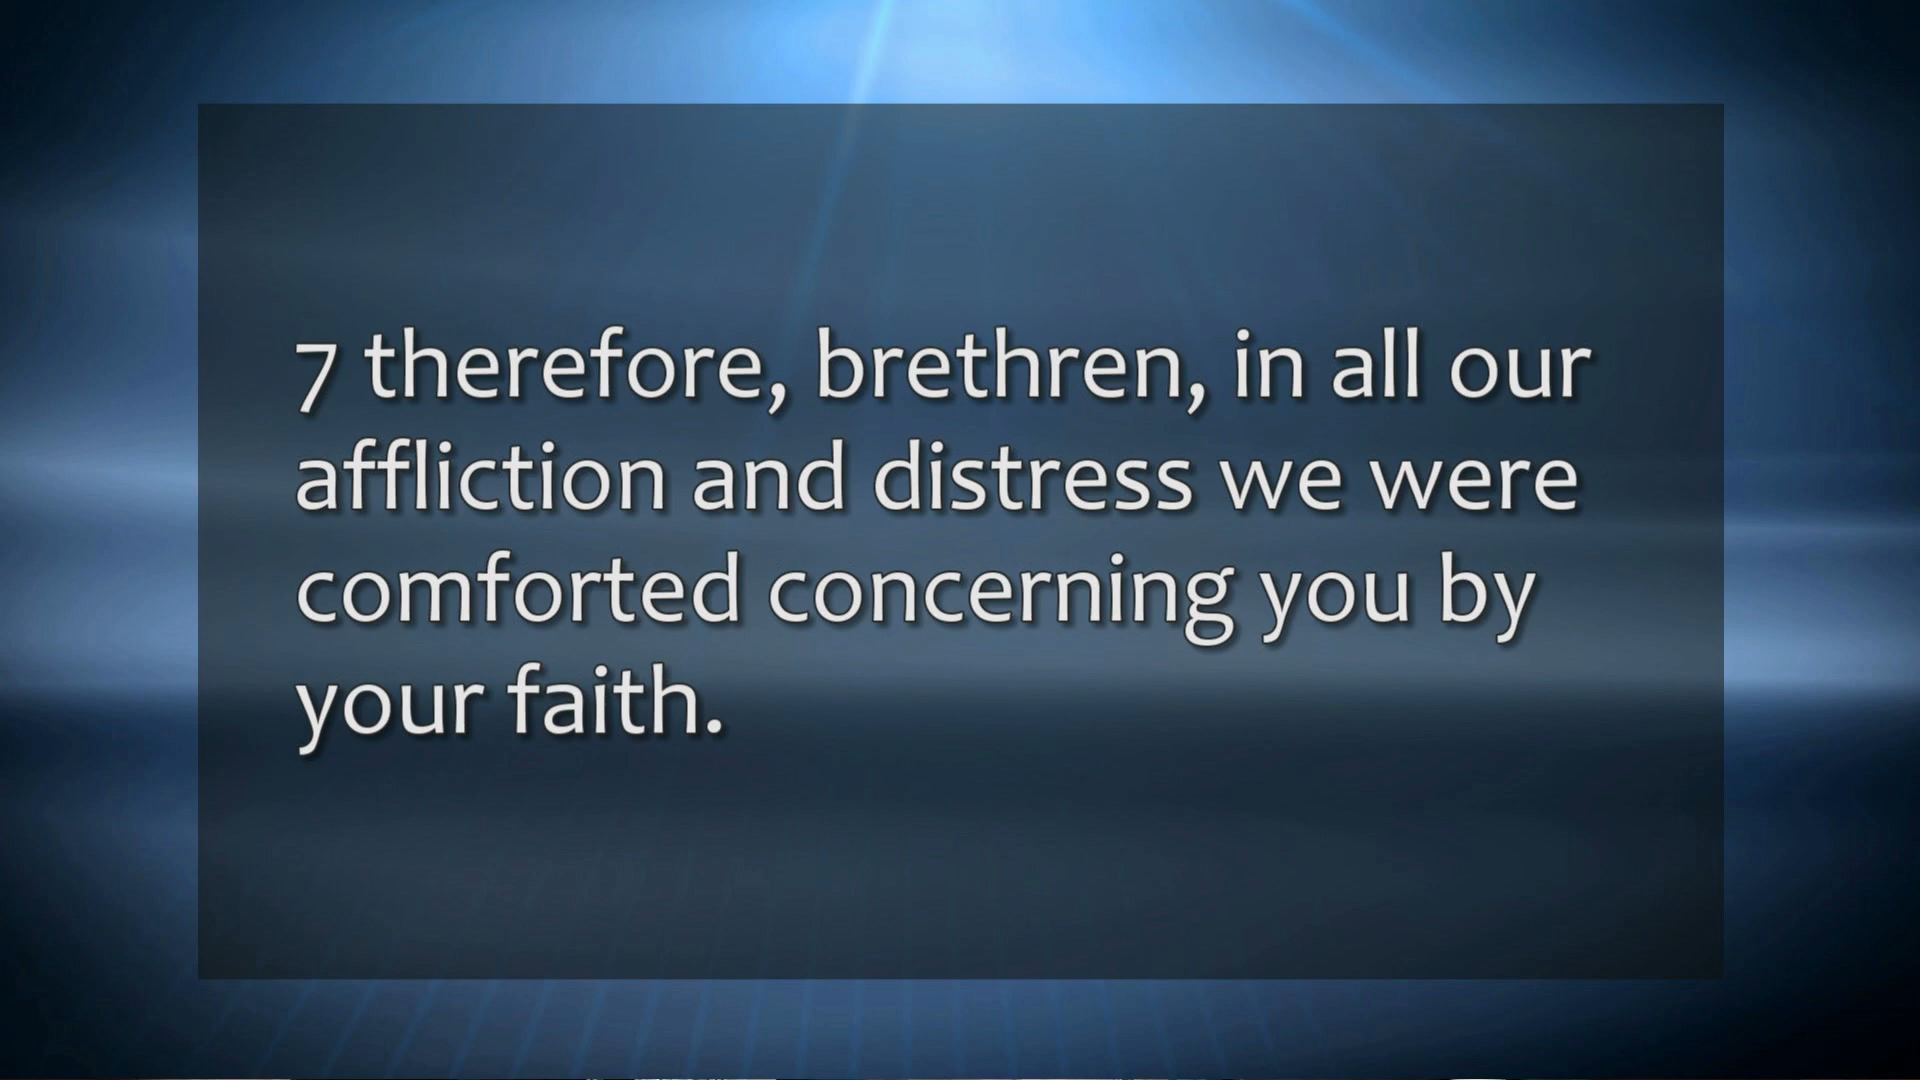 7 therefore, brethren, in all our
affliction and distress we were
comforted concerning you by
your faith.